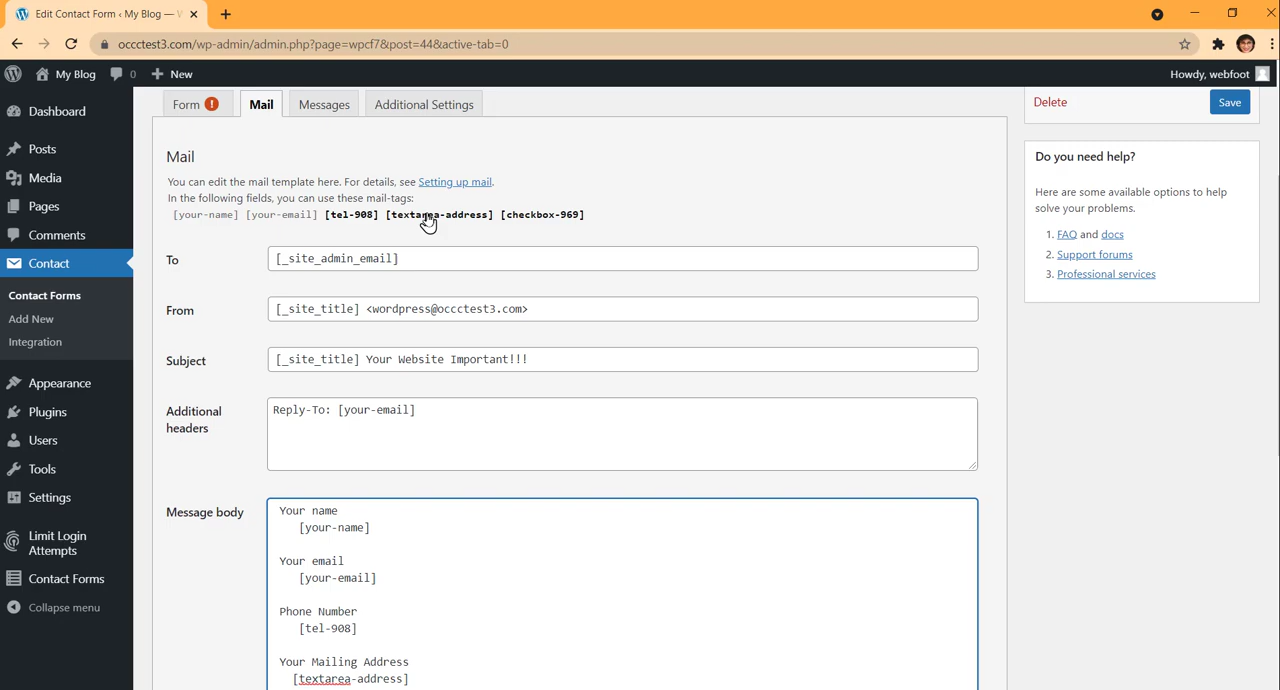 Edit Contact Form ‹ My Blog —
occctest3.com/wp-admin/admin.php?page=wpcf7&post=44&active-tab=0
My Blog 0 New Howdy, webfoot
Dashboard
Posts
Media
Pages
Comments
Contact
Contact Forms
Add New
Integration
Appearance
Plugins
Users
Tools
Settings
Limit Login
Attempts
Contact Forms
Collapse menu
Form ! Mail Messages Additional Settings
Mail
You can edit the mail template here. For details, see Setting up mail.
In the following fields, you can use these mail-tags:
[your-name] [your-email] [tel-908] [textarea-address] [checkbox-969]
To [_site_admin_email]
From [_site_title] <wordpress@occctest3.com>
Subject [_site_title] Your Website Important!!!
Additional
headers
Reply-To: [your-email]
Message body
Your name
[your-name]
Your email
[your-email]
Phone Number
[tel-908]
Your Mailing Address
[textarea-address]
Delete Save
Do you need help?
Here are some available options to help
solve your problems.
1. FAQ and docs
2. Support forums
3. Professional services